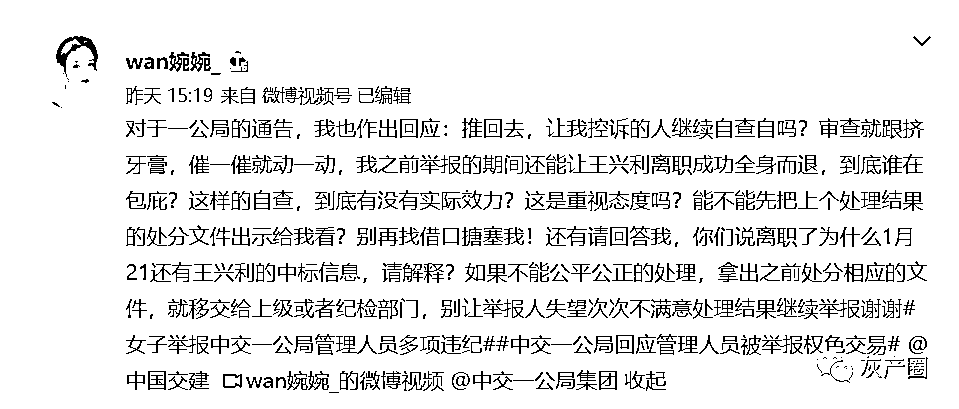 wan婉婉_
昨天 15:19 来自 微博视频号 已编辑
对于一公局的通告，我也作出回应：推回去，让我控诉的人继续自查自吗？审查就跟挤
牙膏，催一催就动一动，我之前举报的期间还能让王兴利离职成功全身而退，到底谁在
包庇？这样的自查，到底有没有实际效力？这是重视态度吗？能不能先把上个处理结果
的处分文件出示给我看？别再找借口搪塞我！还有请回答我，你们说离职了为什么1月
21还有王兴利的中标信息，请解释？如果不能公平公正的处理，拿出之前处分相应的文
件，就移交给上级或者纪检部门，别让举报人失望次次不满意处理结果继续举报谢谢#
女子举报中交一公局管理人员多项违纪##中交一公局回应管理人员被举报权色交易# @
中国交建 wan婉婉_的微博视频 @中交一公局集团 收起
灰产圈